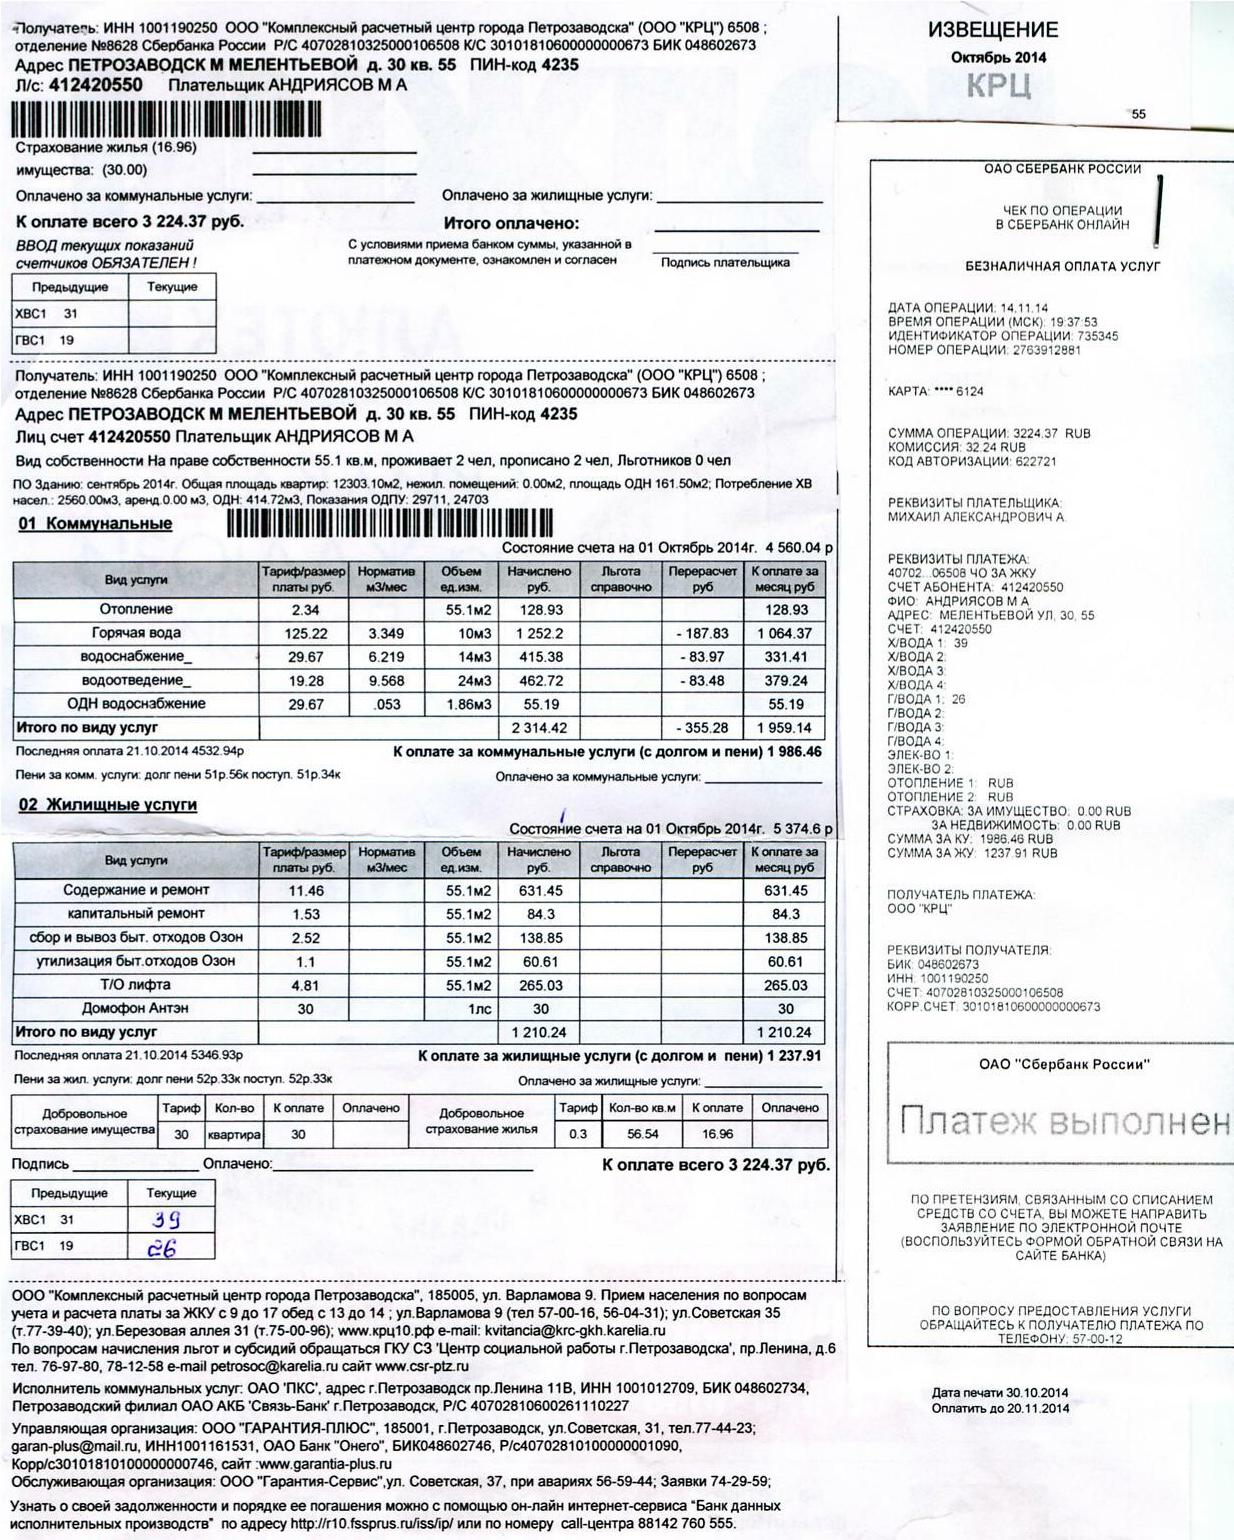 Получатель: ИНН 1001190250 ООО "Комплексный расчетный центр города Петрозаводска" (ООО "КРЦ") 6508 ;
отделение №8628 Сбербанка России Р/С 40702810325000106508 К/С 30101810600000000673 БИК 048602673
Адрес ПЕТРОЗАВОДСК М МЕЛЕНТЬЕВОЙ д. 30 кв. 55 ПИН-код 4235
Л/с: 412420550 Плательщик АНДРИЯСОВ М А
Страхование жилья (16.96)
имущества: (30.00)
Оплачено за коммунальные услуги: Оплачено за жилищные услуги:
К оплате всего 3 224.37 руб. Итого оплачено:
ВВОД текущих показаний
счетчиков ОБЯЗАТЕЛЕН !
С условиями приема банком суммы, указанной в
платежном документе, ознакомлен и согласен
Подпись плательщика
Предыдущие Текущие
ХВС1 31
ГВС1 19
Получатель: ИНН 1001190250 ООО "Комплексный расчетный центр города Петрозаводска" (ООО "КРЦ") 6508 ;
отделение №8628 Сбербанка России Р/С 40702810325000106508 К/С 30101810600000000673 БИК 048602673
Адрес ПЕТРОЗАВОДСК М МЕЛЕНТЬЕВОЙ д. 30 кв. 55 ПИН-код 4235
Лиц счет 412420550 Плательщик АНДРИЯСОВ М А
Вид собственности На праве собственности 55.1 кв.м, проживает 2 чел, прописано 2 чел, Льготников 0 чел
ПО Зданию: сентябрь 2014г. Общая площадь квартир: 12303.10м2, нежил. помещений: 0.00м2, площадь ОДН 161.50м2; Потребление ХВ
насел.: 2560.00м3, аренд.0.00 м3, ОДН: 414.72м3, Показания ОДПУ: 29711, 24703
01 Коммунальные
Состояние счета на 01 Октябрь 2014г. 4 560.04 р
Вид услуги Тариф/размер платы руб. Норматив м3/мес Объем ед.изм. Начислено руб. Льгота справочно Перерасчет руб К оплате за месяц руб
Отопление 2.34 55.1м2 128.93 128.93
Горячая вода 125.22 3.349 10м3 1 252.2 - 187.83 1 064.37
водоснабжение_ 29.67 6.219 14м3 415.38 - 83.97 331.41
водоотведение_ 19.28 9.568 24м3 462.72 - 83.48 379.24
ОДН водоснабжение 29.67 .053 1.86м3 55.19 55.19
Итого по виду услуг 2 314.42 - 355.28 1 959.14
Последняя оплата 21.10.2014 4532.94р К оплате за коммунальные услуги (с долгом и пени) 1 986.46
Пени за комм. услуги: долг пени 51р.56к поступ. 51р.34к Оплачено за коммунальные услуги:
02 Жилищные услуги
Состояние счета на 01 Октябрь 2014г. 5 374.6 р
Вид услуги Тариф/размер платы руб. Норматив м3/мес Объем ед.изм. Начислено руб. Льгота справочно Перерасчет руб К оплате за месяц руб
Содержание и ремонт 11.46 55.1м2 631.45 631.45
капитальный ремонт 1.53 55.1м2 84.3 84.3
сбор и вывоз быт. отходов Озон 2.52 55.1м2 138.85 138.85
утилизация быт.отходов Озон 1.1 55.1м2 60.61 60.61
Т/О лифта 4.81 55.1м2 265.03 265.03
Домофон Антэн 30 1лс 30 30
Итого по виду услуг 1 210.24 1 210.24
Последняя оплата 21.10.2014 5346.93р К оплате за жилищные услуги (с долгом и пени) 1 237.91
Пени за жил. услуги: долг пени 52р.33к поступ. 52р.33к Оплачено за жилищные услуги:
Добровольное страхование имущества Тариф Кол-во К оплате Оплачено Добровольное страхование жилья Тариф Кол-во кв.м К оплате Оплачено
30 квартира 30 0.3 56.54 16.96
Подпись Оплачено: К оплате всего 3 224.37 руб.
Предыдущие Текущие
ХВС1 31 39
ГВС1 19 26
ООО "Комплексный расчетный центр города Петрозаводска", 185005, ул. Варламова 9. Прием населения по вопросам
учета и расчета платы за ЖКУ с 9 до 17 обед с 13 до 14 ; ул.Варламова 9 (тел 57-00-16, 56-04-31); ул.Советская 35
(т.77-39-40); ул.Березовая аллея 31 (т.75-00-96); www.крц10.рф e-mail: kvitancia@krc-gkh.karelia.ru
По вопросам начисления льгот и субсидий обращаться ГКУ СЗ 'Центр социальной работы г.Петрозаводска', пр.Ленина, д.6
тел. 76-97-80, 78-12-58 e-mail petrosoc@karelia.ru сайт www.csr-ptz.ru
Исполнитель коммунальных услуг: ОАО 'ПКС', адрес г.Петрозаводск пр.Ленина 11В, ИНН 1001012709, БИК 048602734,
Петрозаводский филиал ОАО АКБ 'Связь-Банк' г.Петрозаводск, Р/С 40702810600261110227
Управляющая организация: ООО "ГАРАНТИЯ-ПЛЮС", 185001, г.Петрозаводск, ул.Советская, 31, тел.77-44-23;
garan-plus@mail.ru, ИНН1001161531, ОАО Банк "Онего", БИК048602746, Р/с40702810100000001090,
Корр/с30101810100000000746, сайт :www.garantia-plus.ru
Обслуживающая организация: ООО "Гарантия-Сервис",ул. Советская, 37, при авариях 56-59-44; Заявки 74-29-59;
Узнать о своей задолженности и порядке ее погашения можно с помощью он-лайн интернет-сервиса "Банк данных
исполнительных производств" по адресу http://r10.fssprus.ru/iss/ip/ или по номеру call-центра 88142 760 555.
ИЗВЕЩЕНИЕ
Октябрь 2014
КРЦ
55
ОАО СБЕРБАНК РОССИИ
ЧЕК ПО ОПЕРАЦИИ
В СБЕРБАНК ОНЛАЙН
БЕЗНАЛИЧНАЯ ОПЛАТА УСЛУГ
ДАТА ОПЕРАЦИИ: 14.11.14
ВРЕМЯ ОПЕРАЦИИ (МСК): 19:37:53
ИДЕНТИФИКАТОР ОПЕРАЦИИ: 735345
НОМЕР ОПЕРАЦИИ: 2763912881
КАРТА: **** 6124
СУММА ОПЕРАЦИИ: 3224.37 RUB
КОМИССИЯ: 32.24 RUB
КОД АВТОРИЗАЦИИ: 622721
РЕКВИЗИТЫ ПЛАТЕЛЬЩИКА:
МИХАИЛ АЛЕКСАНДРОВИЧ А.
РЕКВИЗИТЫ ПЛАТЕЖА:
40702...06508 ЧО ЗА ЖКУ
СЧЕТ АБОНЕНТА: 412420550
ФИО: АНДРИЯСОВ М А
АДРЕС: МЕЛЕНТЬЕВОЙ УЛ, 30, 55
СЧЕТ: 412420550
Х/ВОДА 1: 39
Х/ВОДА 2:
Х/ВОДА 3:
Х/ВОДА 4:
Г/ВОДА 1: 26
Г/ВОДА 2:
Г/ВОДА 3:
Г/ВОДА 4:
ЭЛЕК-ВО 1:
ЭЛЕК-ВО 2:
ОТОПЛЕНИЕ 1: RUB
ОТОПЛЕНИЕ 2: RUB
СТРАХОВКА: ЗА ИМУЩЕСТВО: 0.00 RUB
ЗА НЕДВИЖИМОСТЬ: 0.00 RUB
СУММА ЗА КУ: 1986.46 RUB
СУММА ЗА ЖУ: 1237.91 RUB
ПОЛУЧАТЕЛЬ ПЛАТЕЖА:
ООО "КРЦ"
РЕКВИЗИТЫ ПОЛУЧАТЕЛЯ:
БИК: 048602673
ИНН: 1001190250
СЧЕТ: 40702810325000106508
КОРР.СЧЕТ: 30101810600000000673
ОАО "Сбербанк России"
Платеж выполнен
ПО ПРЕТЕНЗИЯМ, СВЯЗАННЫМ СО СПИСАНИЕМ
СРЕДСТВ СО СЧЕТА, ВЫ МОЖЕТЕ НАПРАВИТЬ
ЗАЯВЛЕНИЕ ПО ЭЛЕКТРОННОЙ ПОЧТЕ
(ВОСПОЛЬЗУЙТЕСЬ ФОРМОЙ ОБРАТНОЙ СВЯЗИ НА
САЙТЕ БАНКА)
ПО ВОПРОСУ ПРЕДОСТАВЛЕНИЯ УСЛУГИ
ОБРАЩАЙТЕСЬ К ПОЛУЧАТЕЛЮ ПЛАТЕЖА ПО
ТЕЛЕФОНУ: 57-00-12
Дата печати 30.10.2014
Оплатить до 20.11.2014